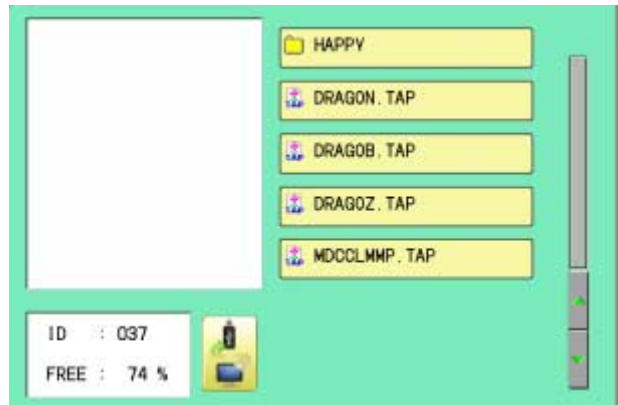 HAPPY
DRAGON.TAP
DRAGOB.TAP
DRAGOZ.TAP
MDCCLMMP.TAP
ID : 037
FREE : 74 %